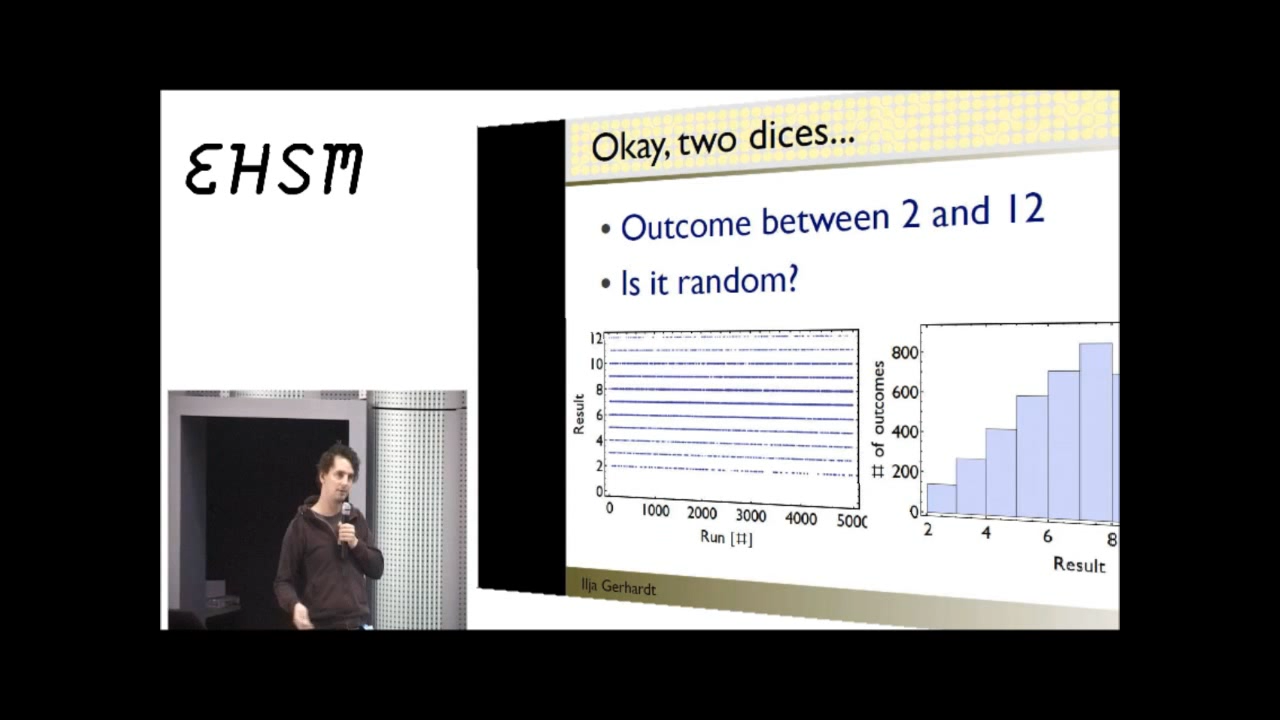 EHSM
Okay, two dices...
• Outcome between 2 and 12
• Is it random?
12
10
8
6
4
2
0
Result
0 1000 2000 3000 4000 5000
Run [#]
800
600
400
200
0
# of outcomes
2 4 6 8
Result
Ilja Gerhardt